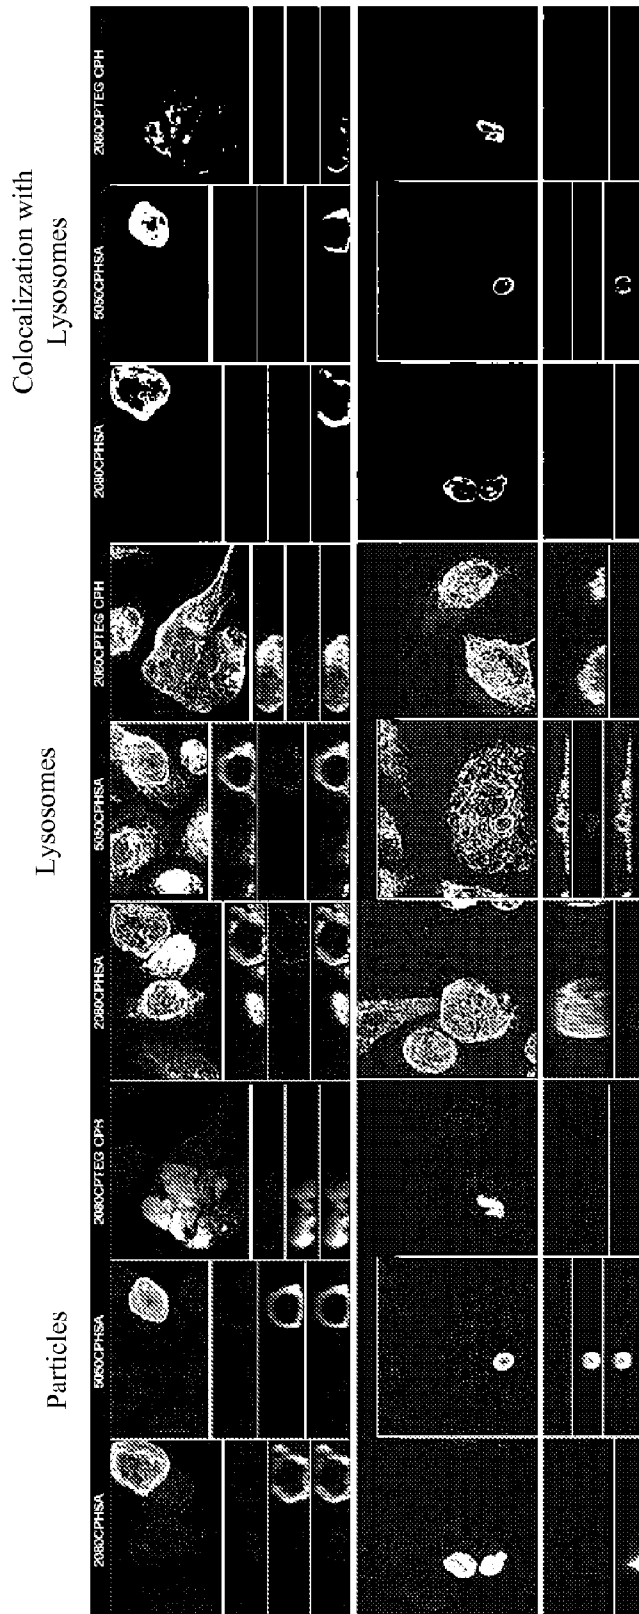 Colocalization with
Lysosomes
2080CPTEG CPH
5050CPHSA
2080CPHSA
Lysosomes
2080CPTEG CPH
5050CPHSA
2080CPHSA
Particles
2080CPTEG CPH
5050CPHSA
2080CPHSA